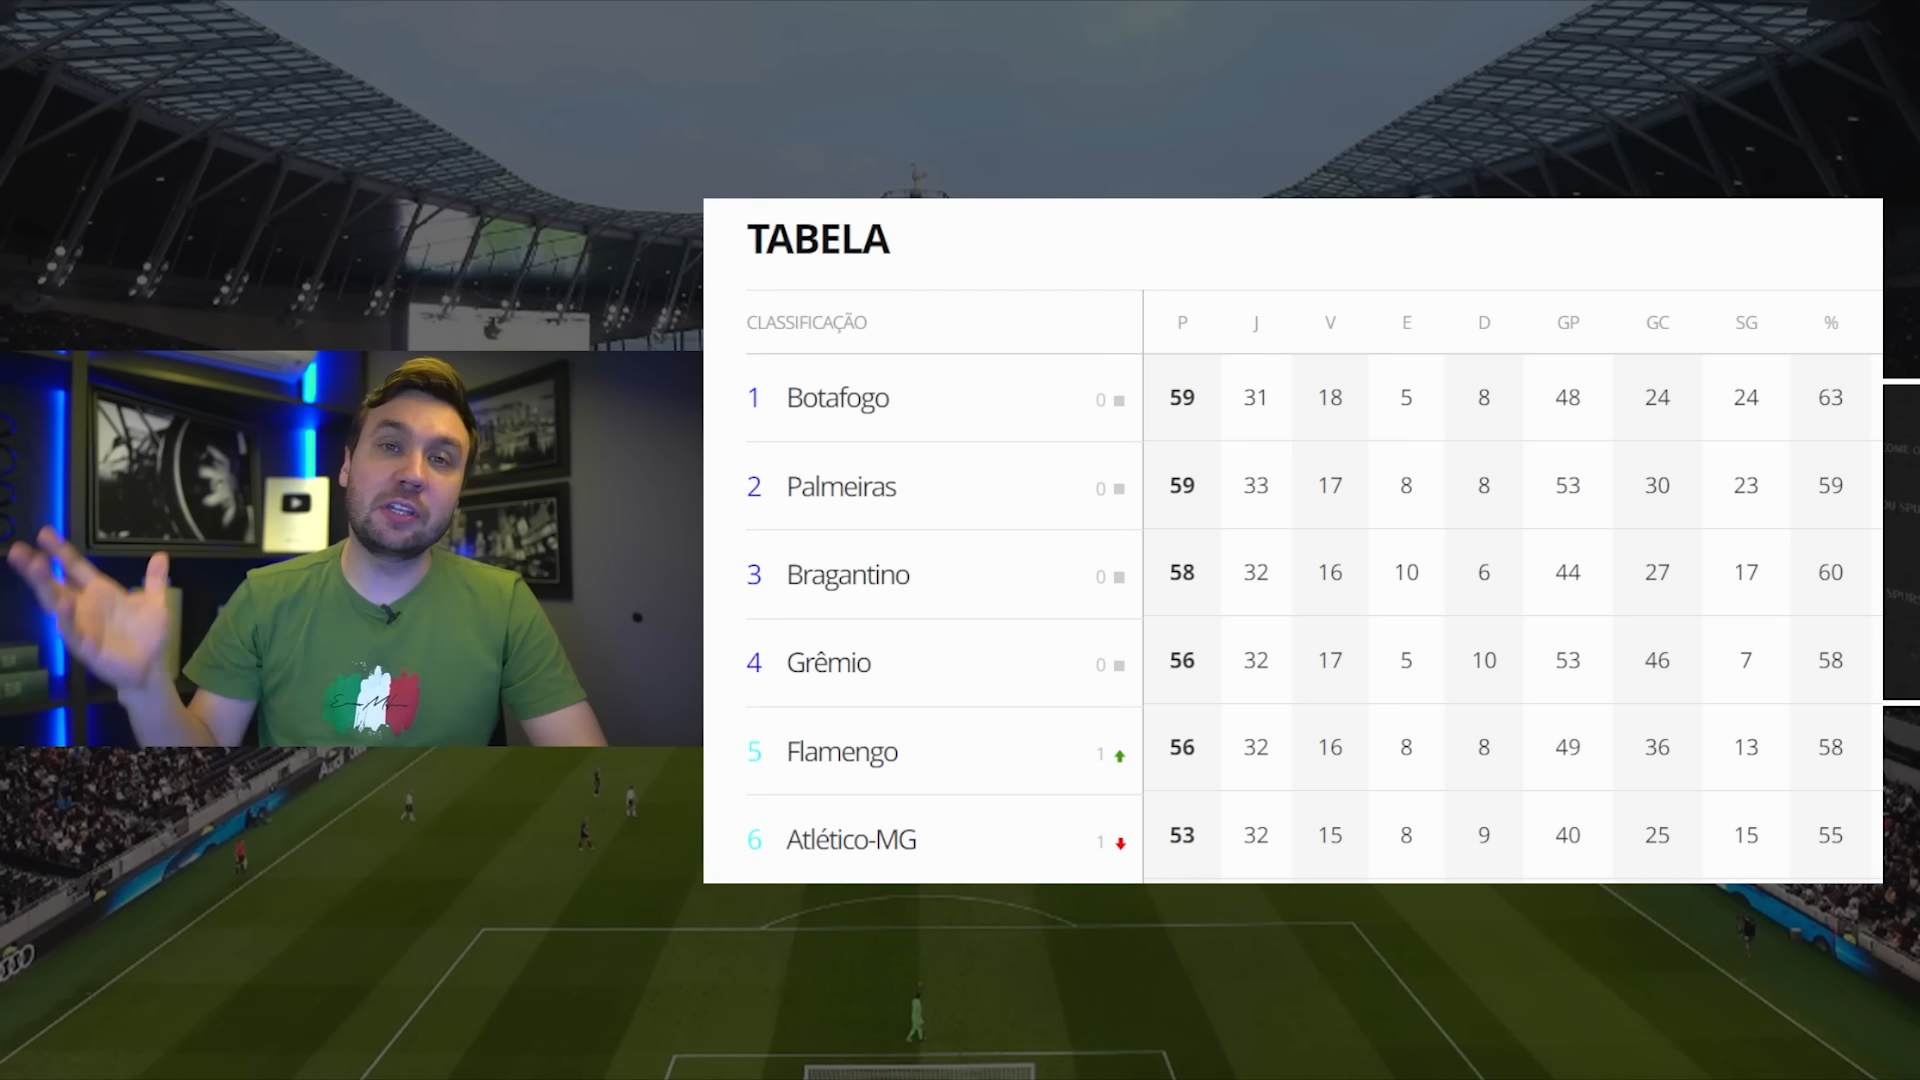 TABELA
CLASSIFICAÇÃO P J V E D GP GC SG %
1 Botafogo 0 59 31 18 5 8 48 24 24 63
2 Palmeiras 0 59 33 17 8 8 53 30 23 59
3 Bragantino 0 58 32 16 10 6 44 27 17 60
4 Grêmio 0 56 32 17 5 10 53 46 7 58
5 Flamengo 1 56 32 16 8 8 49 36 13 58
6 Atlético-MG 1 53 32 15 8 9 40 25 15 55